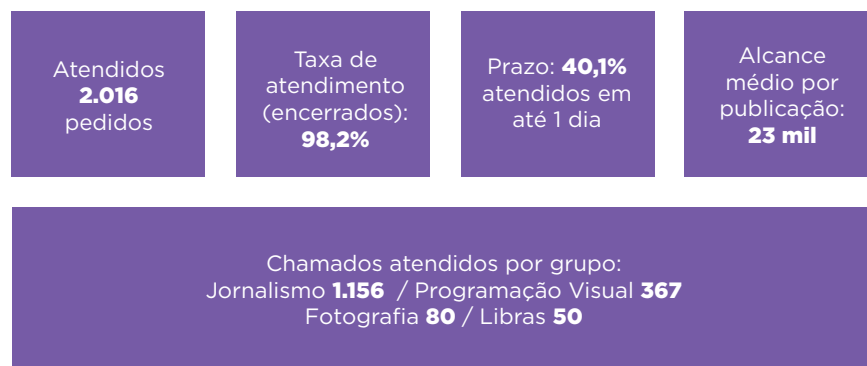 Atendidos
2.016
pedidos
Taxa de
atendimento
(encerrados):
98,2%
Prazo: 40,1%
atendidos em
até 1 dia
Alcance
médio por
publicação:
23 mil
Chamados atendidos por grupo:
Jornalismo 1.156 / Programação Visual 367
Fotografia 80 / Libras 50